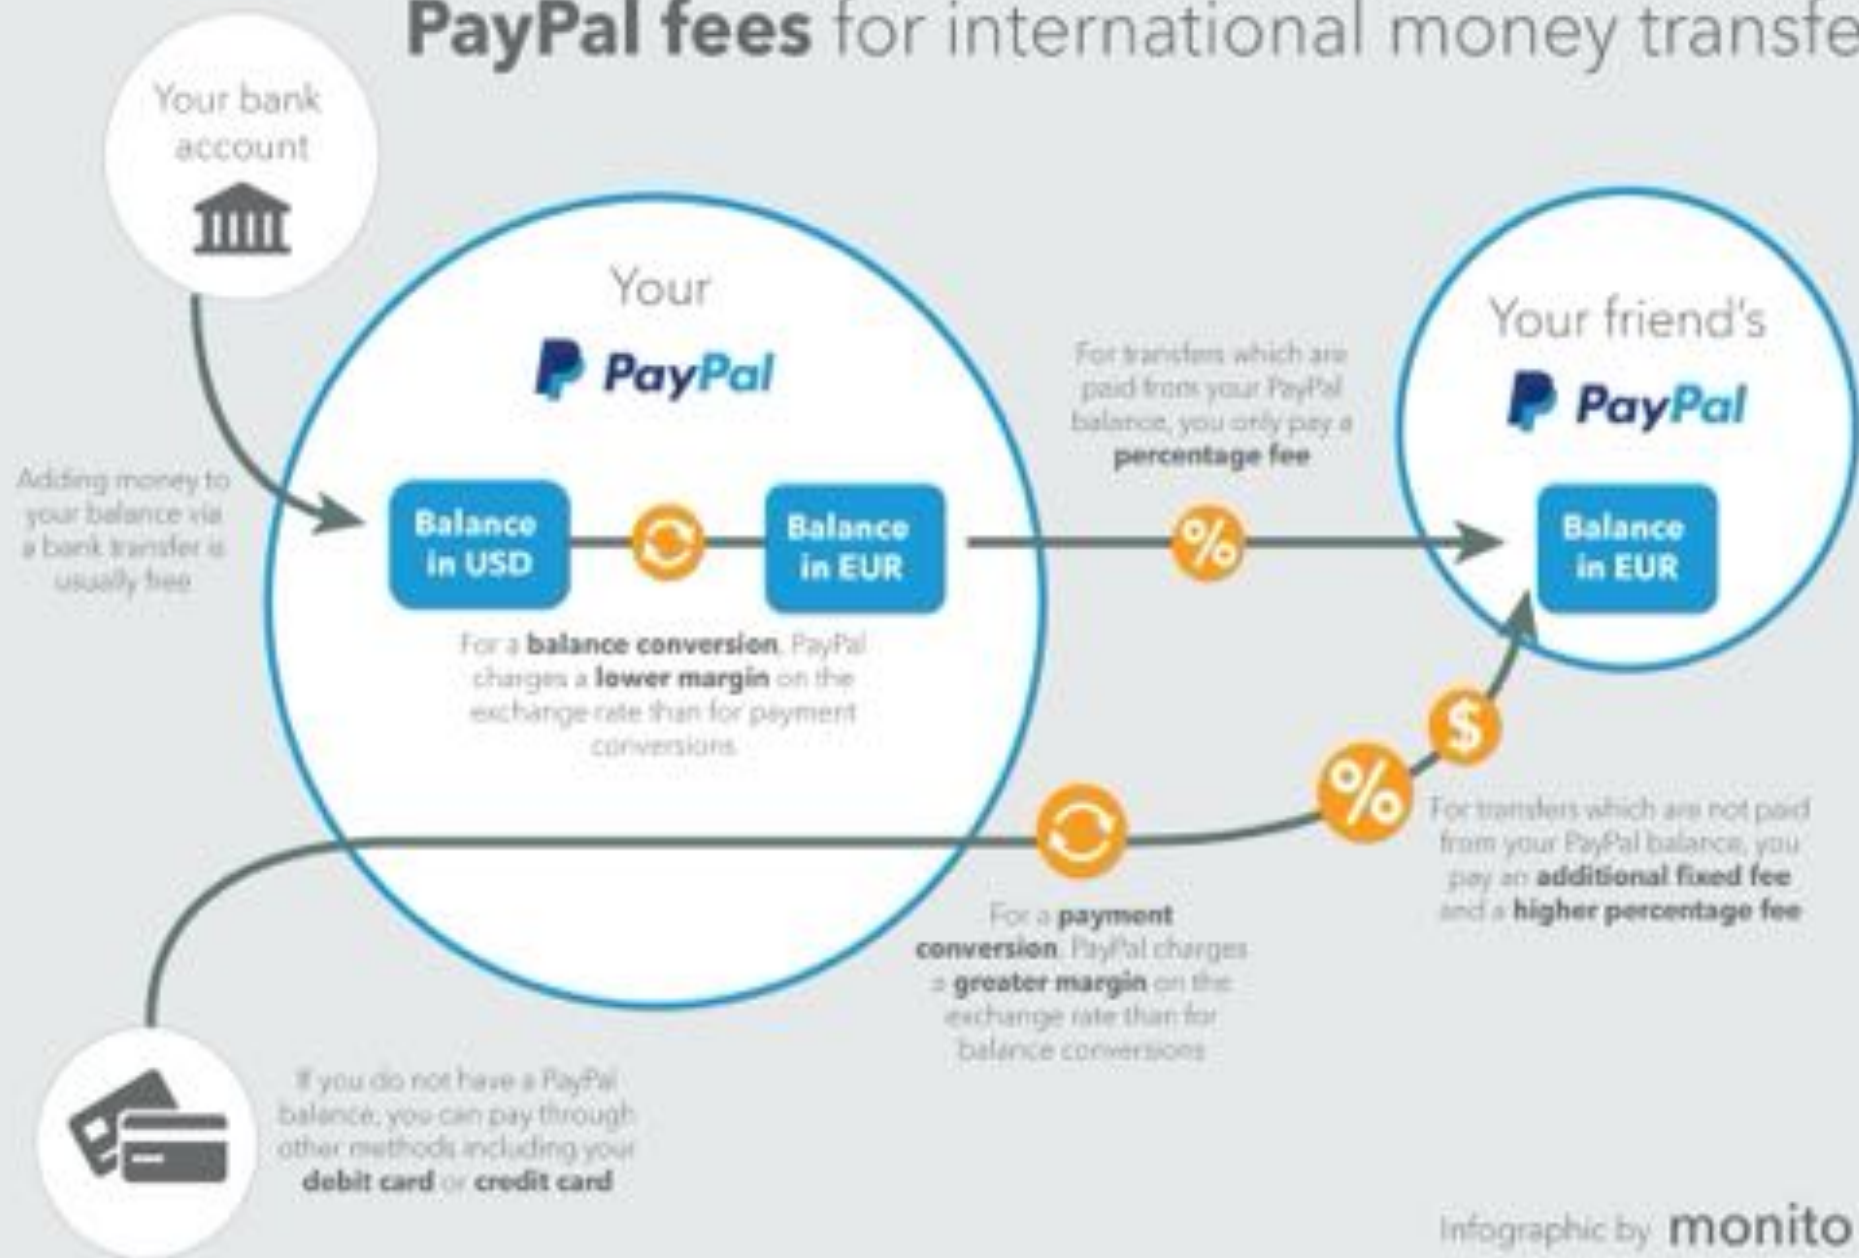 PayPal fees for international money transfe
Your bank
account
Your
PayPal
Balance
in USD
Balance
in EUR
Adding money to
your balance via
a bank transfer is
usually free
For a balance conversion, PayPal
charges a lower margin on the
exchange rate than for payment
conversions
For transfers which are
paid from your PayPal
balance, you only pay a
percentage fee
%
Your friend's
PayPal
Balance
in EUR
$
%
For transfers which are not paid
from your PayPal balance, you
pay an additional fixed fee
and a higher percentage fee
For a payment
conversion, PayPal charges
a greater margin on the
exchange rate than for
balance conversions
If you do not have a PayPal
balance, you can pay through
other methods including your
debit card or credit card
Infographic by monito